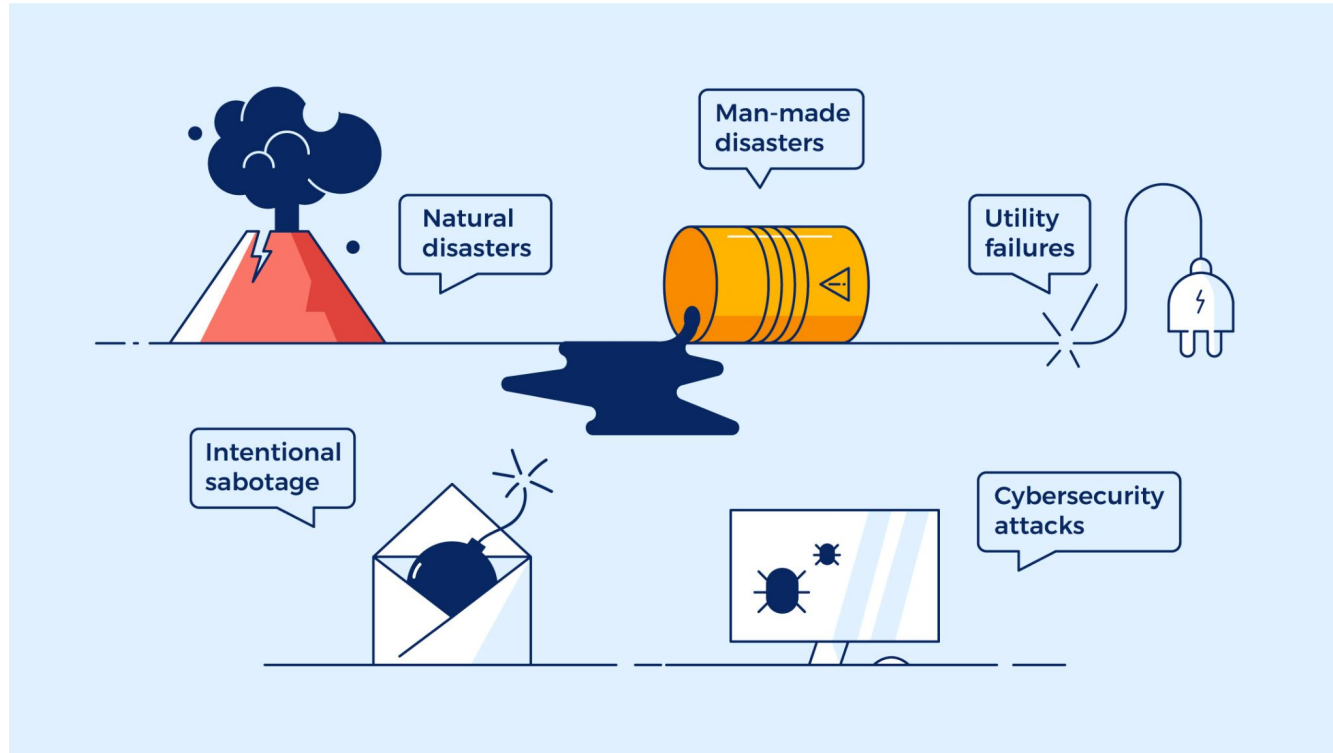 Natural
disasters
Man-made
disasters
Utility
failures
Intentional
sabotage
Cybersecurity
attacks